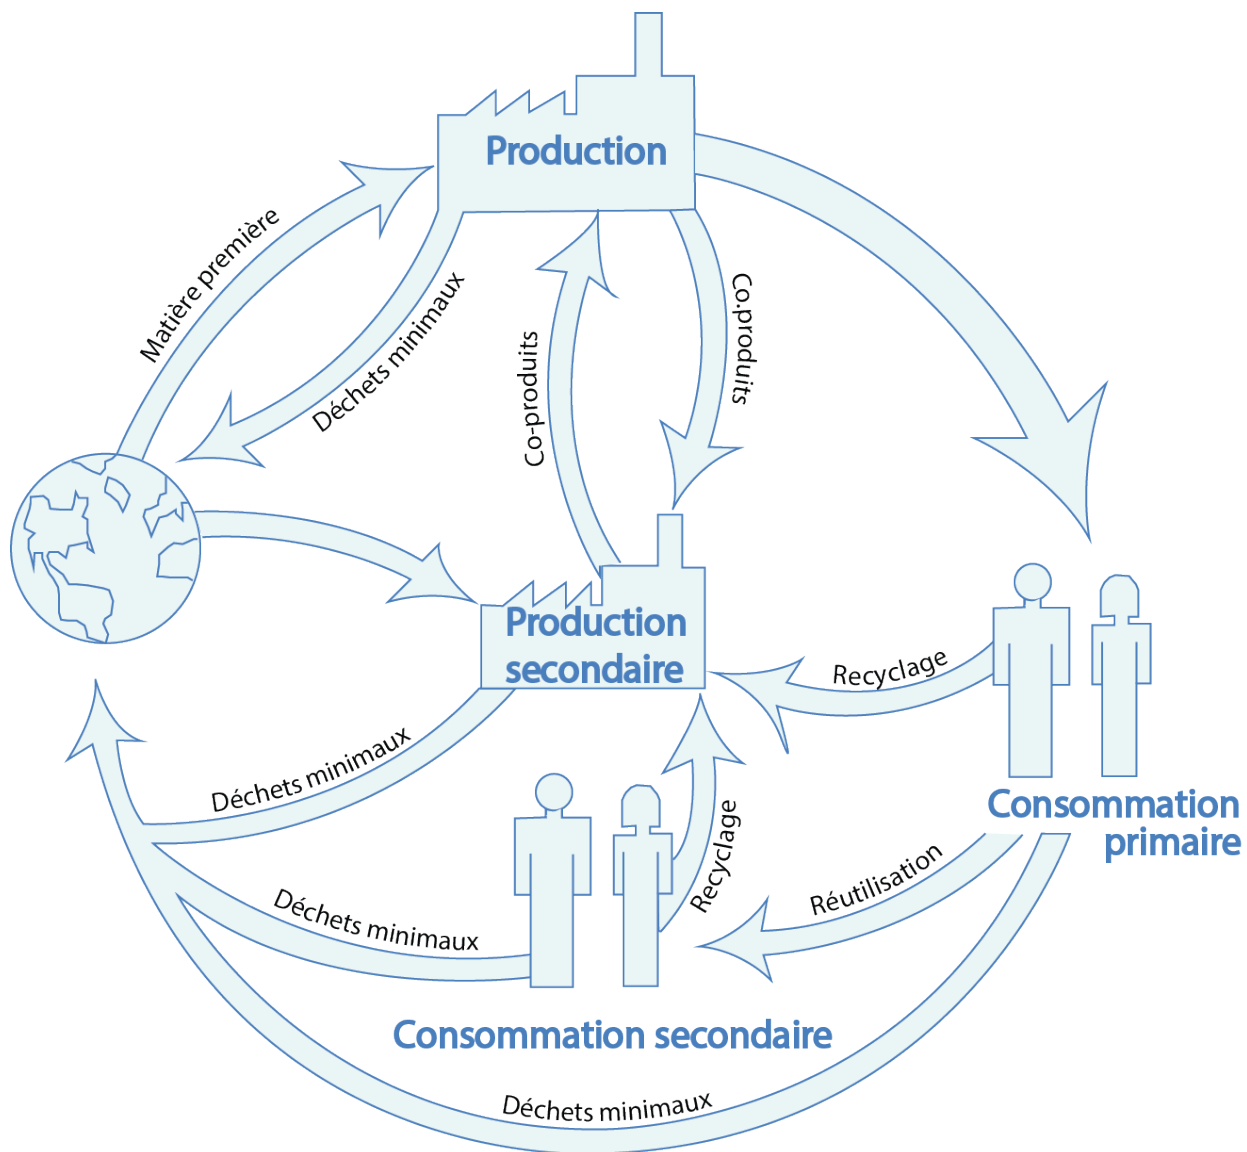 Production
Matière première
Déchets minimaux
Co-produits
Co.produits
Production
secondaire
Recyclage
Déchets minimaux
Recyclage
Consommation
primaire
Réutilisation
Déchets minimaux
Consommation secondaire
Déchets minimaux